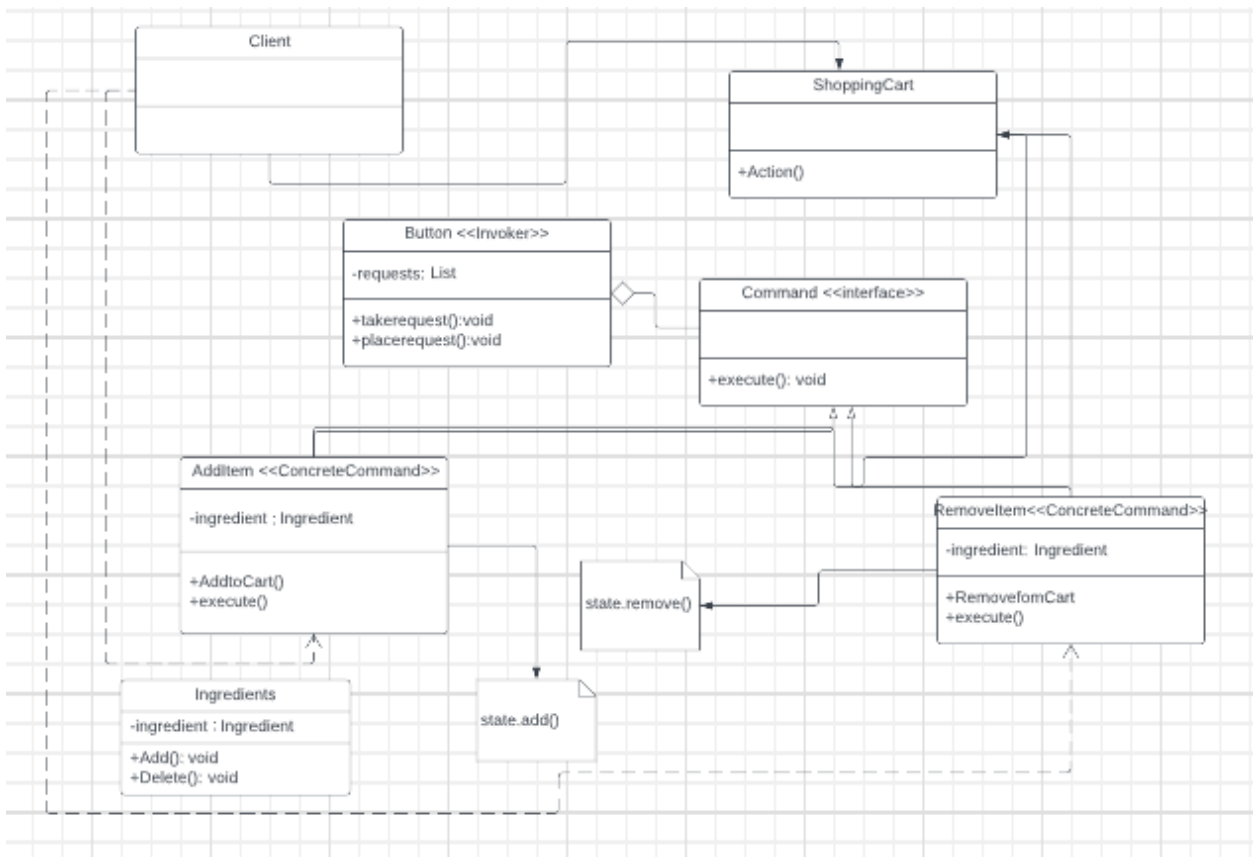 Client
ShoppingCart
+Action()
Button <<Invoker>>
-requests: List
+takerequest():void
+placerequest():void
Command <<interface>>
+execute(): void
AddItem <<ConcreteCommand>>
-ingredient ; Ingredient
+AddtoCart()
+execute()
RemoveItem<<ConcreteCommand>>
-ingredient: Ingredient
+RemovefomCart
+execute()
state.remove()
Ingredients
-ingredient : Ingredient
+Add(): void
+Delete(): void
state.add()